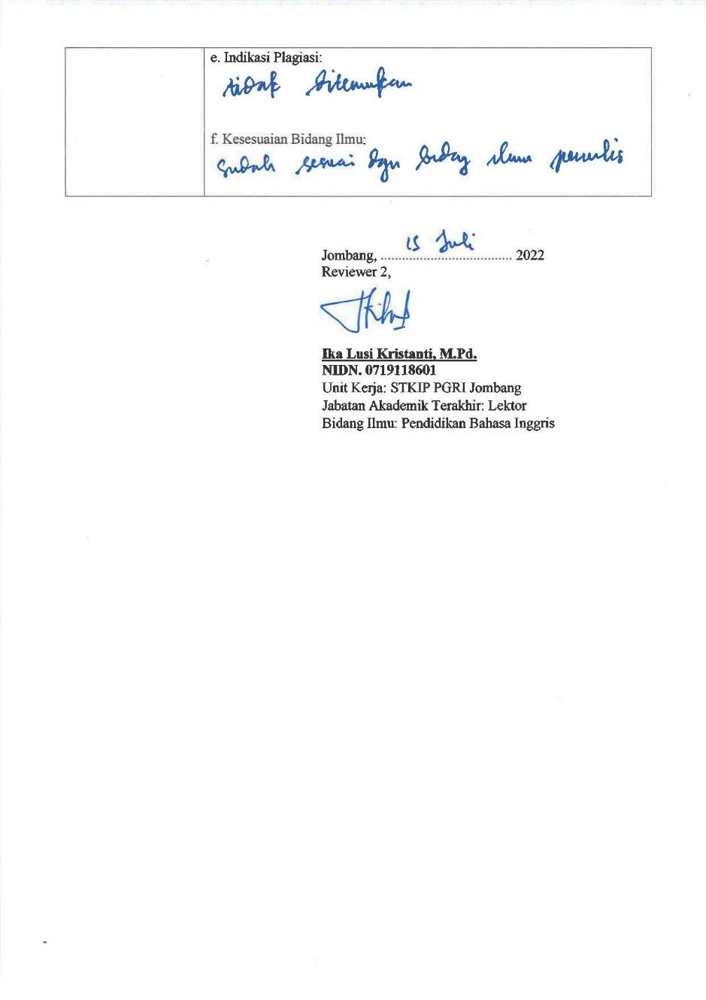 e. Indikasi Plagiasi:
tidak ditemukan
f. Kesesuaian Bidang Ilmu:
sudah sesuai dgn bidang ilmu penulis
Jombang, 15 Juli 2022
Reviewer 2,
Ika Lusi Kristanti, M.Pd.
NIDN. 0719118601
Unit Kerja: STKIP PGRI Jombang
Jabatan Akademik Terakhir: Lektor
Bidang Ilmu: Pendidikan Bahasa Inggris